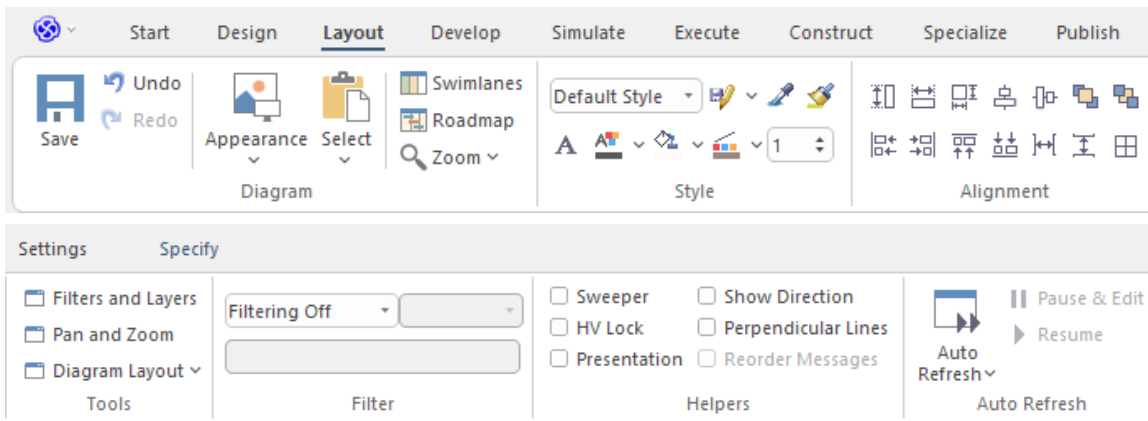 Start Design Layout Develop Simulate Execute Construct Specialize Publish
Save
Undo
Redo
Appearance
Select
Swimlanes
Roadmap
Zoom
Diagram
Default Style
A
1
Style
Alignment
Settings Specify
Filters and Layers
Pan and Zoom
Diagram Layout
Tools
Filtering Off
Filter
Sweeper Show Direction
HV Lock Perpendicular Lines
Presentation Reorder Messages
Helpers
Auto
Refresh
Pause & Edit
Resume
Auto Refresh